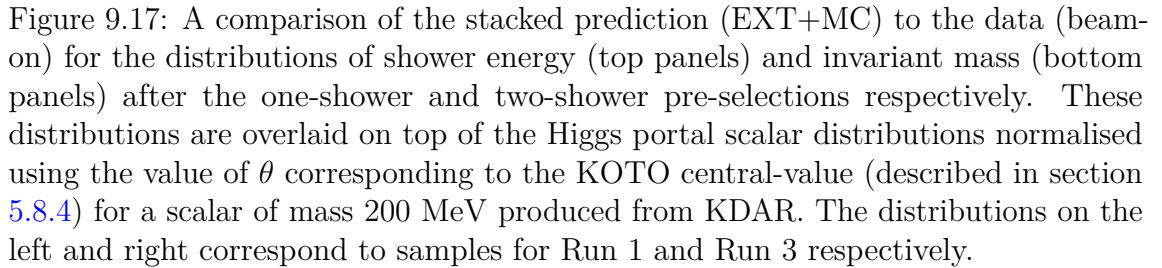 Figure 9.17: A comparison of the stacked prediction (EXT+MC) to the data (beam-
on) for the distributions of shower energy (top panels) and invariant mass (bottom
panels) after the one-shower and two-shower pre-selections respectively. These
distributions are overlaid on top of the Higgs portal scalar distributions normalised
using the value of θ corresponding to the KOTO central-value (described in section
5.8.4) for a scalar of mass 200 MeV produced from KDAR. The distributions on the
left and right correspond to samples for Run 1 and Run 3 respectively.